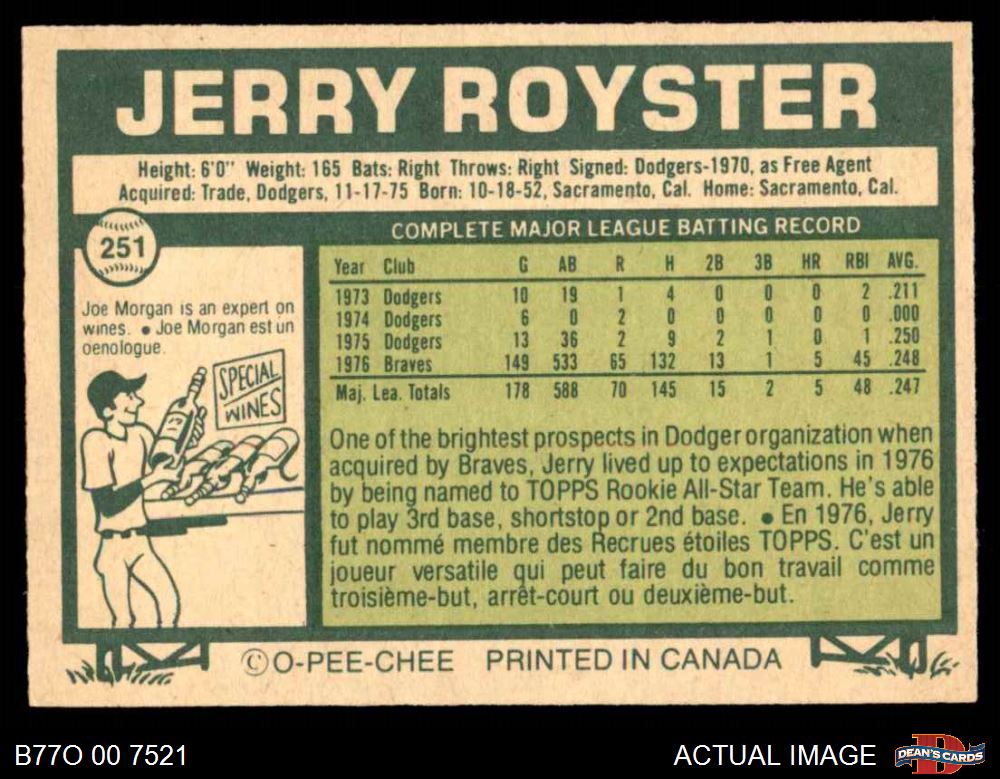 JERRY ROYSTER
Height: 6'0" Weight: 165 Bats: Right Throws: Right Signed: Dodgers-1970, as Free Agent
Acquired: Trade, Dodgers, 11-17-75 Born: 10-18-52, Sacramento, Cal. Home: Sacramento, Cal.
251
COMPLETE MAJOR LEAGUE BATTING RECORD
Year Club G AB R H 2B 3B HR RBI AVG.
1973 Dodgers 10 19 1 4 0 0 0 2 .211
1974 Dodgers 6 0 2 0 0 0 0 0 .000
1975 Dodgers 13 36 2 9 2 1 0 1 .250
1976 Braves 149 533 65 132 13 1 5 45 .248
Maj. Lea. Totals 178 588 70 145 15 2 5 48 .247
Joe Morgan is an expert on
wines. ● Joe Morgan est un
oenologue.
SPECIAL
WINES
One of the brightest prospects in Dodger organization when
acquired by Braves, Jerry lived up to expectations in 1976
by being named to TOPPS Rookie All-Star Team. He's able
to play 3rd base, shortstop or 2nd base. ● En 1976, Jerry
fut nommé membre des Recrues étoiles TOPPS. C'est un
joueur versatile qui peut faire du bon travail comme
troisième-but, arrêt-court ou deuxième-but.
© O-PEE-CHEE PRINTED IN CANADA
B77O 00 7521
ACTUAL IMAGE
D
DEAN'S CARDS